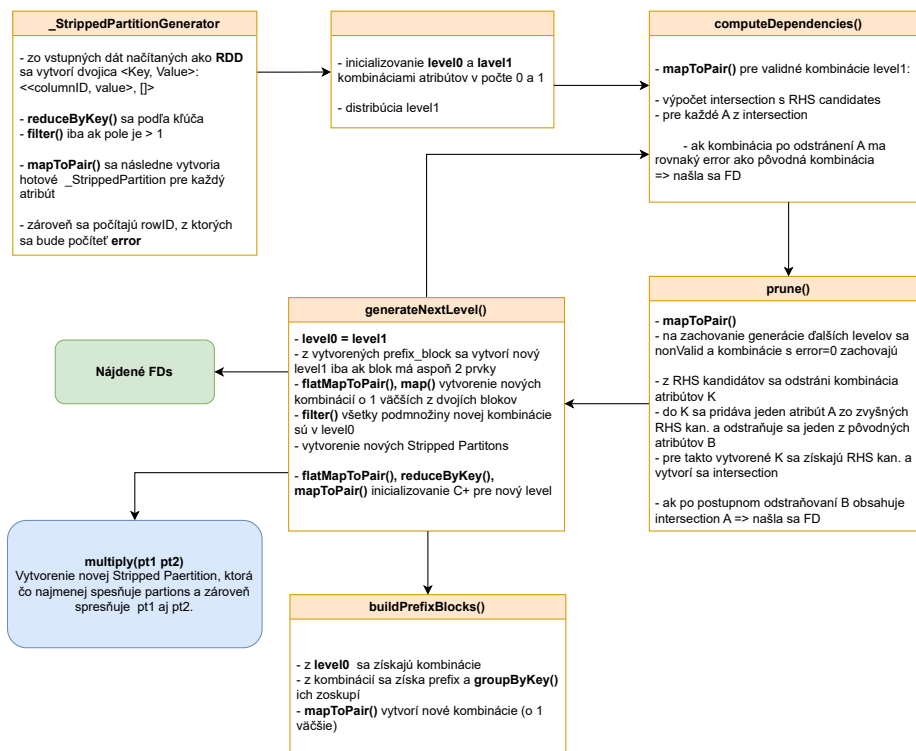 _StrippedPartitionGenerator
- zo vstupných dát načítaných ako RDD
sa vytvorí dvojica <Key, Value>:
<<columnID, value>, []>
- reduceByKey() sa podľa kľúča
- filter() iba ak pole je > 1
- mapToPair() sa následne vytvoria
hotové _StrippedPartition pre každý
atribút
- zároveň sa počítajú rowID, z ktorých
sa bude počíteť error
- inicializovanie level0 a lavel1
kombináciami atribútov v počte 0 a 1
- distribúcia level1
computeDependencies()
- mapToPair() pre validné kombinácie level1:
- výpočet intersection s RHS candidates
- pre každé A z intersection
- ak kombinácia po odstránení A ma
rovnaký error ako pôvodná kombinácia
=> našla sa FD
prune()
- mapToPair()
- na zachovanie generácie ďalších levelov sa
nonValid a kombinácie s error=0 zachovajú
- z RHS kandidátov sa odstráni kombinácia
atribútov K
- do K sa pridáva jeden atribút A zo zvyšných
RHS kan. a odstraňuje sa jeden z pôvodných
atribútov B
- pre takto vytvorené K sa získajú RHS kan. a
vytvorí sa intersection
- ak po postupnom odstraňovaní B obsahuje
intersection A => našla sa FD
generateNextLevel()
- level0 = level1
- z vytvorených prefix_block sa vytvorí nový
level1 iba ak blok má aspoň 2 prvky
- flatMapToPair(), map() vytvorenie nových
kombinácií o 1 väčších z dvojích blokov
- filter() všetky podmnožiny novej kombinácie
sú v level0
- vytvorenie nových Stripped Partitons
- flatMapToPair(), reduceByKey(),
mapToPair() inicializovanie C+ pre nový level
Nájdené FDs
multiply(pt1 pt2)
Vytvorenie novej Stripped Paertition, ktorá
čo najmenej spesňuje partions a zároveň
spresňuje pt1 aj pt2.
buildPrefixBlocks()
- z level0 sa získajú kombinácie
- z kombinácií sa získa prefix a groupByKey()
ich zoskupí
- mapToPair() vytvorí nové kombinácie (o 1
väčšie)